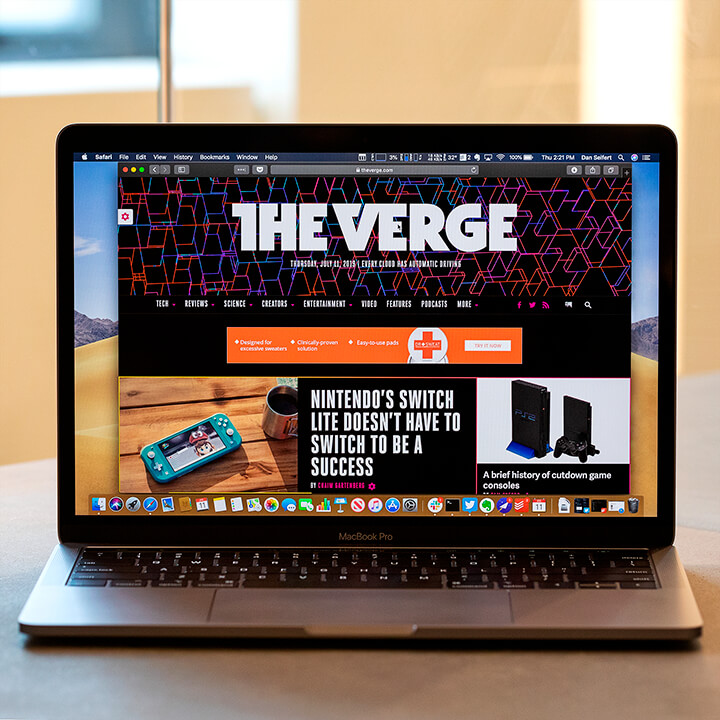 Safari File Edit View History Bookmarks Window Help
3% 32° 2 100% Thu 2:21 PM Dan Seifert
theverge.com
THE VERGE
THURSDAY, JULY 11, 2019 | EVERY CLOUD HAS AUTOMATIC DRIVING
TECH REVIEWS SCIENCE CREATORS ENTERTAINMENT VIDEO FEATURES PODCASTS MORE
Designed for excessive sweaters
Clinically-proven solution
Easy-to-use pads
TRY IT NOW
NINTENDO'S SWITCH
LITE DOESN'T HAVE TO
SWITCH TO BE A
SUCCESS
BY CHAIM GARTENBERG
A brief history of cutdown game
consoles
MacBook Pro